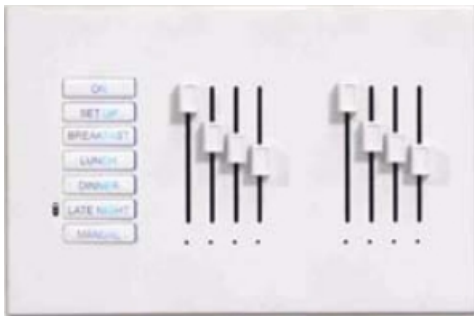 ON
SET UP
BREAKFAST
LUNCH
DINNER
LATE NIGHT
MANUAL